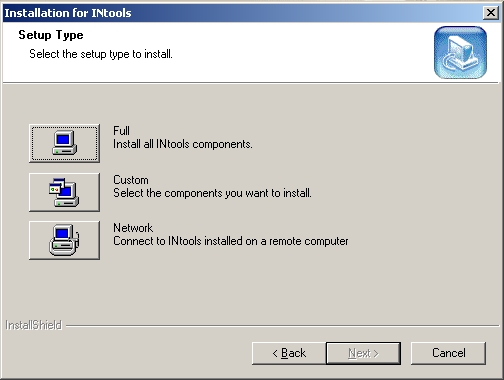 Installation for INtools
Setup Type
Select the setup type to install.
Full
Install all INtools components.
Custom
Select the components you want to install.
Network
Connect to INtools installed on a remote computer
InstallShield
< Back
Next >
Cancel